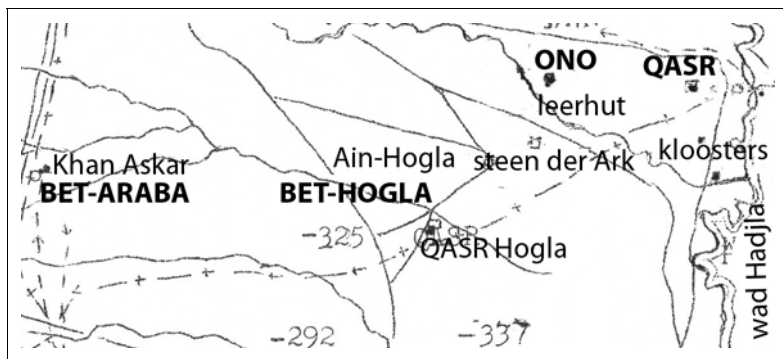 ONO QASR
leerhut
Khan Askar Ain-Hogla steen der Ark kloosters
BET-ARABA BET-HOGLA
-325 QASR Hogla
wad Hadjla
-292 -337